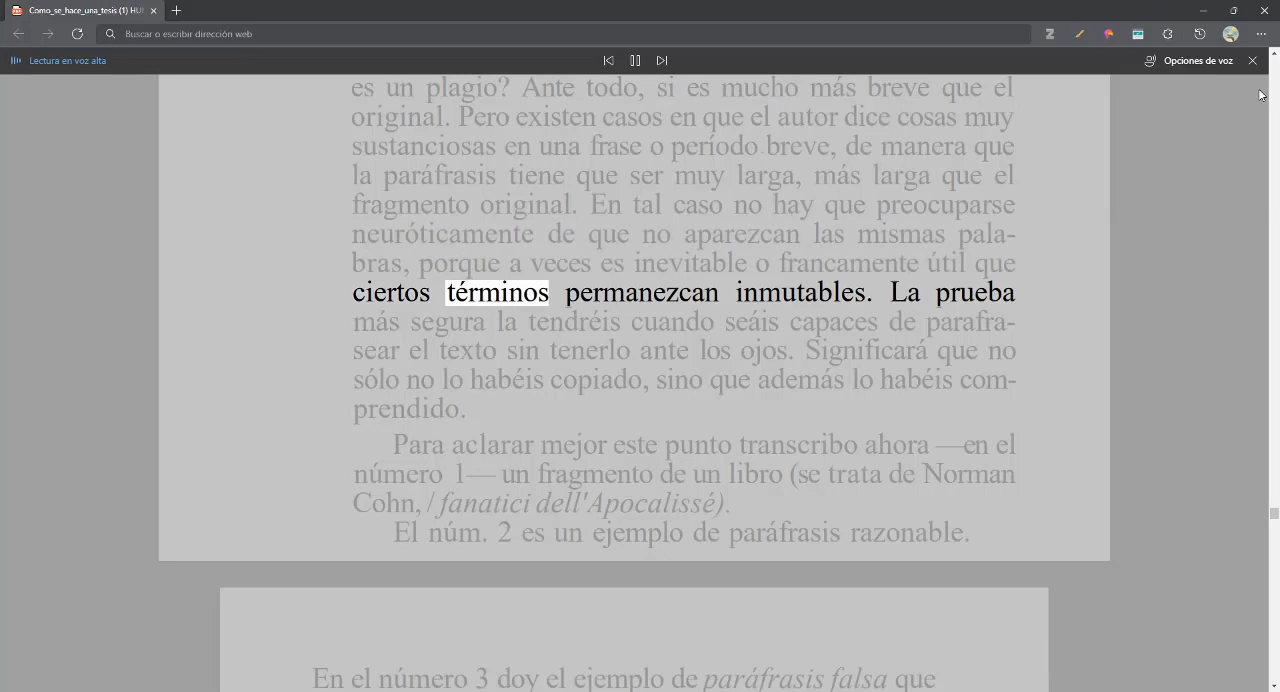 Como_se_hace_una_tesis (1) HU
Buscar o escribir dirección web
Lectura en voz alta
Opciones de voz
es un plagio? Ante todo, si es mucho más breve que el
original. Pero existen casos en que el autor dice cosas muy
sustanciosas en una frase o período breve, de manera que
la paráfrasis tiene que ser muy larga, más larga que el
fragmento original. En tal caso no hay que preocuparse
neuróticamente de que no aparezcan las mismas pala-
bras, porque a veces es inevitable o francamente útil que
ciertos términos permanezcan inmutables. La prueba
más segura la tendréis cuando seáis capaces de parafra-
sear el texto sin tenerlo ante los ojos. Significará que no
sólo no lo habéis copiado, sino que además lo habéis com-
prendido.
Para aclarar mejor este punto transcribo ahora —en el
número 1— un fragmento de un libro (se trata de Norman
Cohn, / fanatici dell'Apocalissé).
El núm. 2 es un ejemplo de paráfrasis razonable.
En el número 3 doy el ejemplo de paráfrasis falsa que